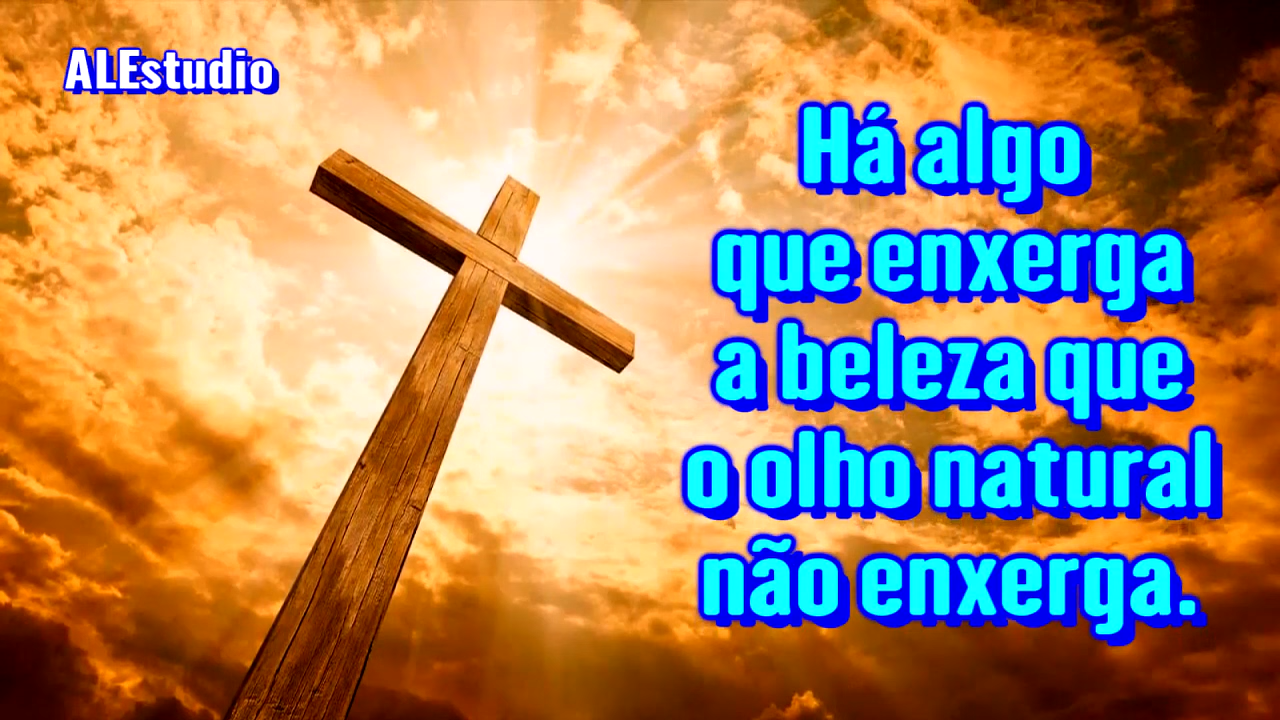 ALEstudio
Há algo
que enxerga
a beleza que
o olho natural
não enxerga.